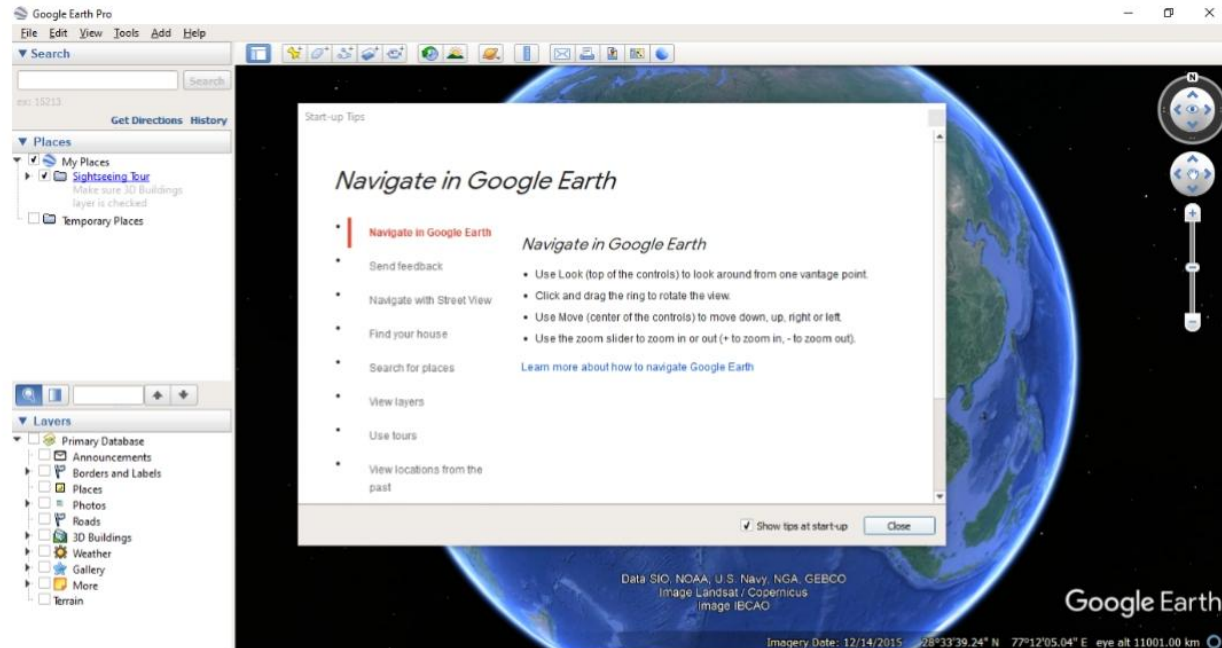 Google Earth Pro
File Edit View Tools Add Help
Search
Search
ex: 15213
Get Directions History
Places
My Places
Sightseeing Tour
Make sure 3D Buildings
layer is checked
Temporary Places
Layers
Primary Database
Announcements
Borders and Labels
Places
Photos
Roads
3D Buildings
Weather
Gallery
More
Terrain
Start-up Tips
Navigate in Google Earth
Navigate in Google Earth
Send feedback
Navigate with Street View
Find your house
Search for places
View layers
Use tours
View locations from the
past
Navigate in Google Earth
• Use Look (top of the controls) to look around from one vantage point.
• Click and drag the ring to rotate the view.
• Use Move (center of the controls) to move down, up, right or left.
• Use the zoom slider to zoom in or out (+ to zoom in, - to zoom out).
Learn more about how to navigate Google Earth
Show tips at start-up Close
N
Data SIO, NOAA, U.S. Navy, NGA, GEBCO
Image Landsat / Copernicus
Image IBCAO
Google Earth
Imagery Date: 12/14/2015 28°33'39.24" N 77°12'05.04" E eye alt 11001.00 km